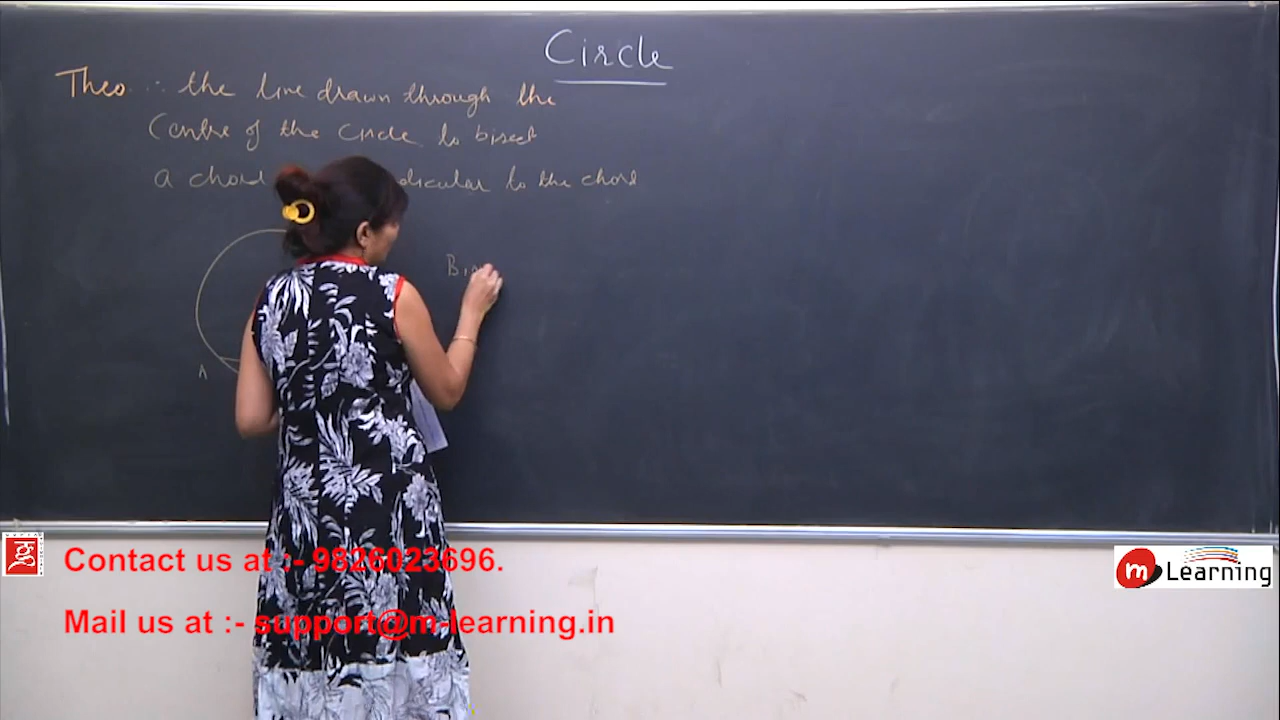 Circle
Theo :- the line drawn through the
Centre of the circle to bisect
a chord dicular to the chord
A
Contact us at :- 9826023696.
Mail us at :- support@m-learning.in
m Learning